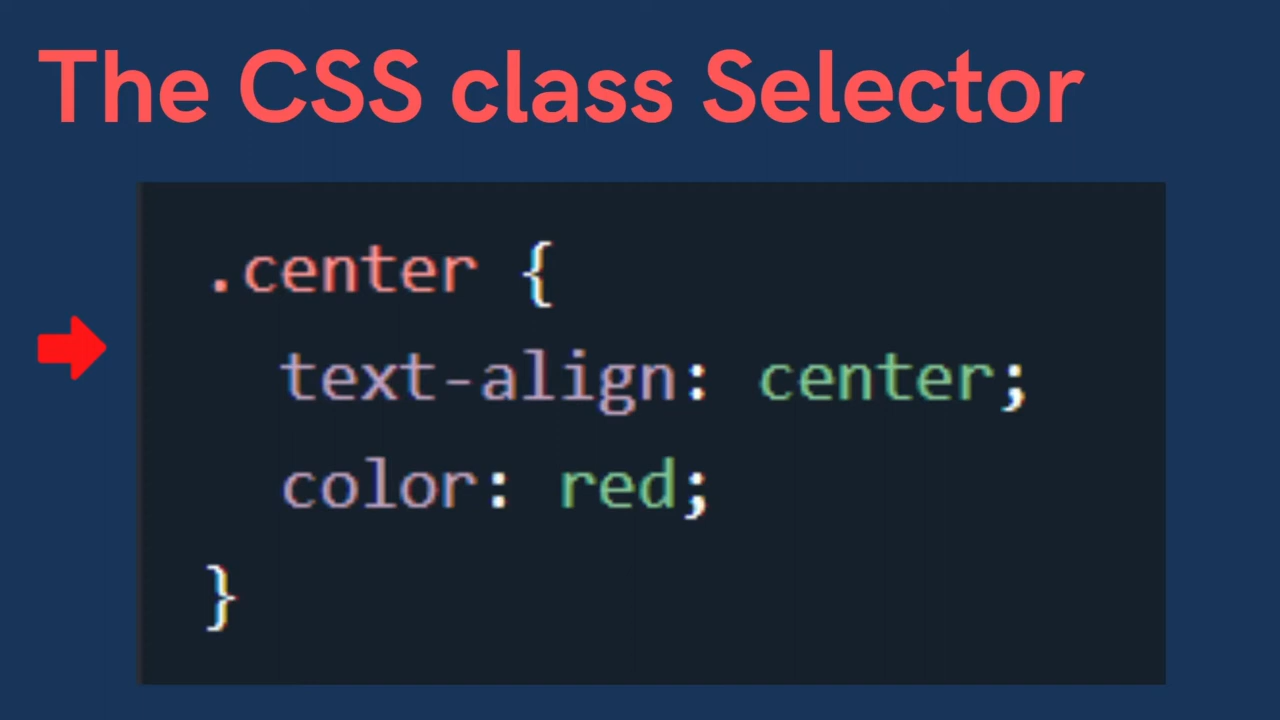 The CSS class Selector
.center {
  text-align: center;
  color: red;
}